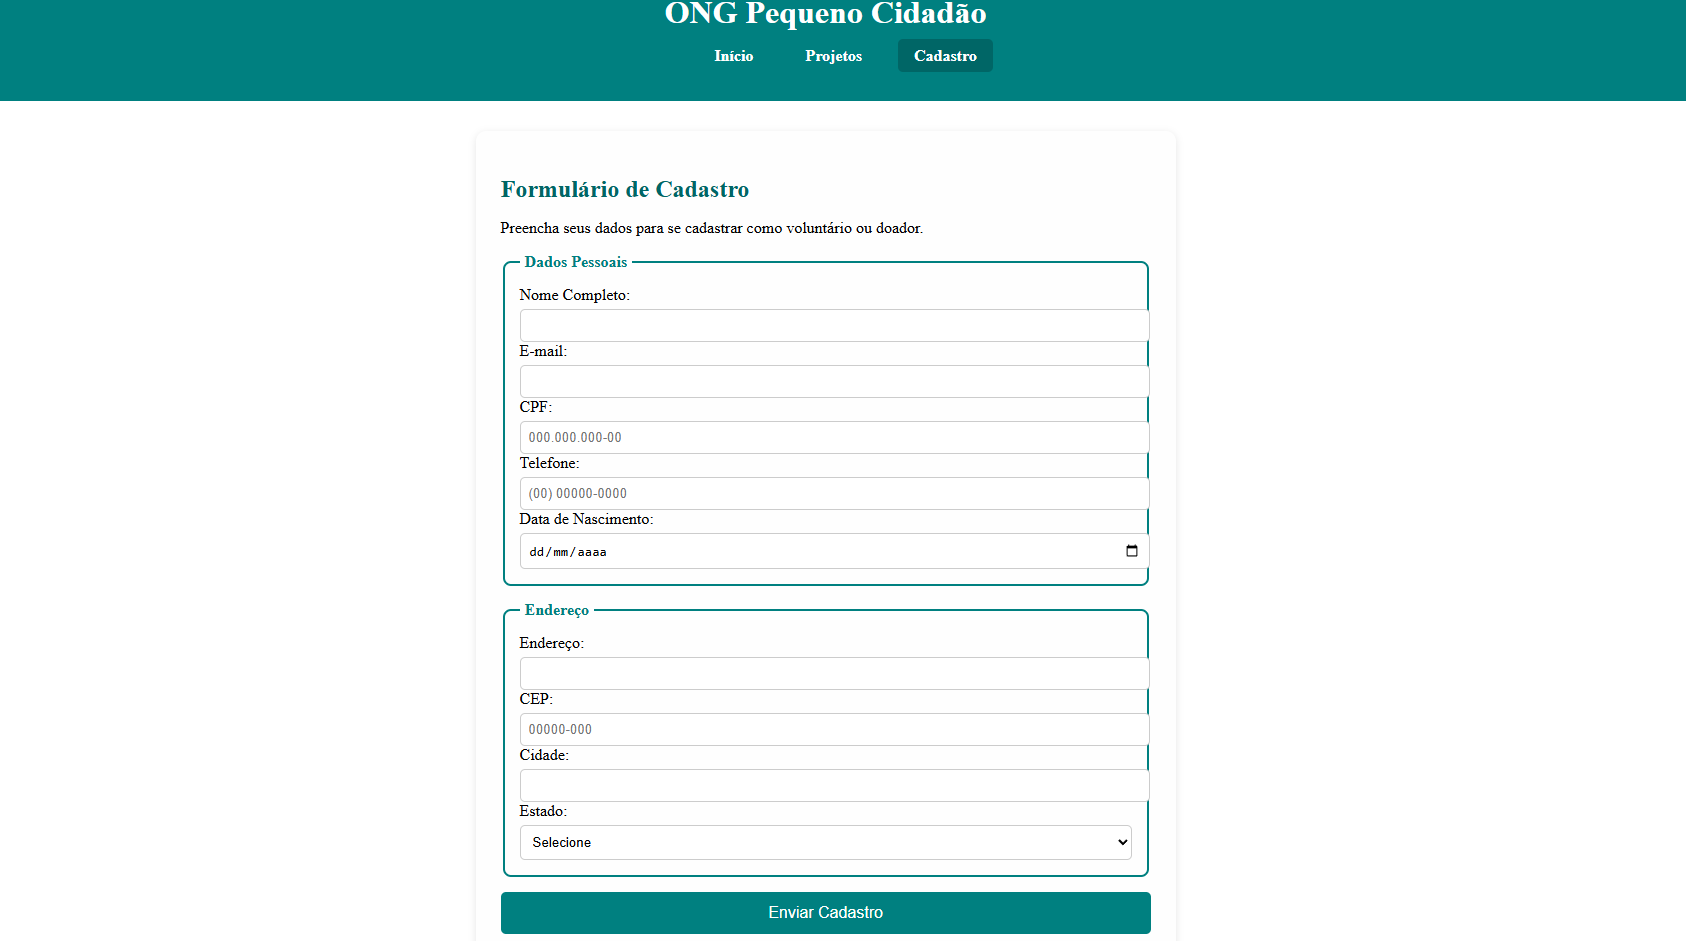 ONG Pequeno Cidadão
Início Projetos Cadastro
Formulário de Cadastro
Preencha seus dados para se cadastrar como voluntário ou doador.
Dados Pessoais
Nome Completo:
E-mail:
CPF:
000.000.000-00
Telefone:
(00) 00000-0000
Data de Nascimento:
dd/mm/aaaa
Endereço
Endereço:
CEP:
00000-000
Cidade:
Estado:
Selecione
Enviar Cadastro